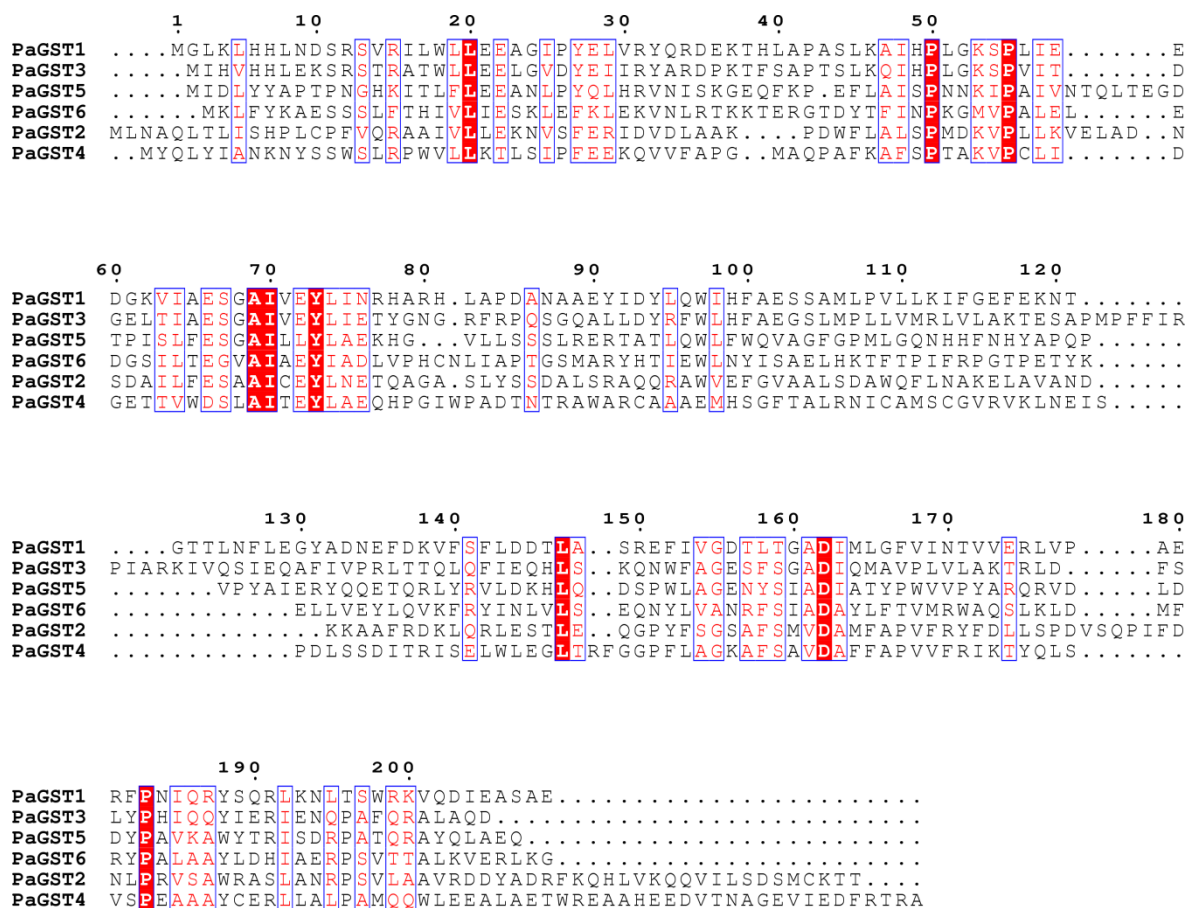 1 10 20 30 40 50
PaGST1 ....MGLKLHHLNDSRSVRILWLLEEAGIPYELVRYQRDEKTHLAPASLKAIHPLGKSPLIE.......E
PaGST3 .....MIHVHHLEKSRSTRATWLLEELGVDYEIIRYARDPKTFSAPTSLKQIHPLGKSPVIT.......D
PaGST5 .....MIDLYYAPTPNGHKITLFLEEANLPYQLHRVNISKGEQFKP.EFLAISPNNKIPAIVNTQLTEGD
PaGST6 ......MKLFYKAESSLFTHIVLIESKLEFKLEKVNLRTKKTERGTDYTFINPKGMVPALEL.......E
PaGST2 MLNAQLTLISHPLCPFVQRAAIVLLEKNVSFERIDVDLAAK....PDWFLALSPMDKVPLLKVELAD..N
PaGST4 ..MYQLYIANKNYSSWSLRPWVLLKTLSIPFEEKQVVFAPG..MAQPAFKAFSPTAKVPCLI.......D
60 70 80 90 100 110 120
PaGST1 DGKVIAESGAIVEYLINRHARH.LAPDANAAEYIDYLQWIHFAESSAMLPVLLKIFGEFEKNT.......
PaGST3 GELTIAESGAIVEYLIETYGNG.RFRPQSGQALLDYRFWLHFAEGSLMPLLVMRLVLAKTESAPMPFFIR
PaGST5 TPISLFESGAILLYLAEKHG...VLLSSSLRERTATLQWLFWQVAGFGPMLGQNHHFNHYAPQP......
PaGST6 DGSILTEGVAIAEYIADLVPHCNLIAPTGSMARYHTIEWLNYISAELHKTFTPIFRPGTPETYK......
PaGST2 SDAILFESAAICEYLNETQAGA.SLYSSDALSRAQQRAWVEFGVAALSDAWQFLNAKELAVAND......
PaGST4 GETTVWDSLAITEYLAEQHPGIWPADTNTRAWARCAAAEMHSGFTALRNICAMSCGVRVKLNEIS.....
130 140 150 160 170 180
PaGST1 ....GTTLNFLEGYADNEFDKVFSFLDDTLA..SREFIVGDTLTGADIMLGFVINTVVERLVP....AE
PaGST3 PIARKIVQSIEQAFIVPRLTTQLQFIEQHLS..KQNWFAGESFSGADIQMAVPLVLAKTRLD.....FS
PaGST5 .......VPYAIERYQQETQRLYRVLDKHLQ..DSPWLAGENYSIADIATYPWVVPYARQRVD....LD
PaGST6 ............ELLVEYLQVKFRYINLVLS..EQNYLVANRFSIADAYLFTVMRWAQSLKLD....MF
PaGST2 ..............KKAAFRDKLQRLESTLE..QGPYFSGSAFSMVDAMFAPVFRYFDLLSPDVSQPIFD
PaGST4 ............PDLSSDITRISELWLEGLTRFGGPFLAGKAFSAVDAFFAPVVFRIKTYQLS.......
190 200
PaGST1 RFPNIQRYSQRLKNLTSWRKVQDIEASAE........................
PaGST3 LYPHIQQYIERIENQPAFQRALAQD............................
PaGST5 DYPAVKAWYTRISDRPATQRAYQLAEQ..........................
PaGST6 RYPALAAYLDHIAERPSVTTALKVERLKG........................
PaGST2 NLPRVSAWRASLANRPSVLAAVRDDYADRFKQHLVKQQVILSDSMCKTT....
PaGST4 VSPEAAAYCERLLALPAMQQWLEEALAETWREAAHEEDVTNAGEVIEDFRTRA